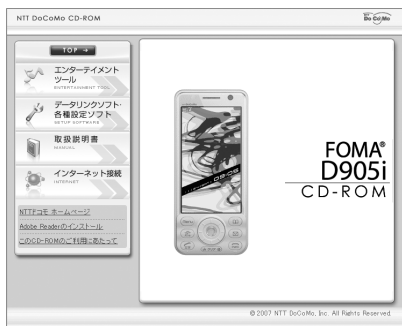 NTT DoCoMo CD-ROM
NTT
DoCoMo
TOP →
エンターテイメント
ツール
ENTERTAINMENT TOOL
データリンクソフト・
各種設定ソフト
SETUP SOFTWARE
取扱説明書
MANUAL
インターネット接続
INTERNET
NTTドコモ ホームページ
Adobe Readerのインストール
このCD-ROMのご利用にあたって
FOMA®
D905i
CD-ROM
© 2007 NTT DoCoMo, Inc. All Rights Reserved.